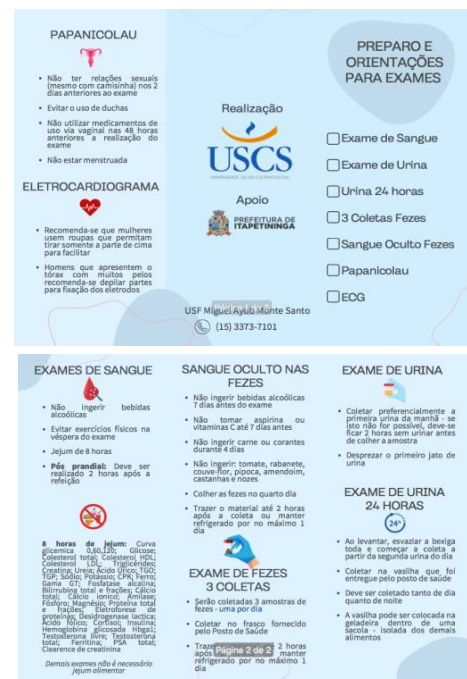 PAPANICOLAU
• Não ter relações sexuais
(mesmo com camisinha) nos 2
dias anteriores ao exame
• Evitar o uso de duchas
• Não utilizar medicamentos de
uso via vaginal nas 48 horas
anteriores a realização do
exame
• Não estar menstruada
ELETROCARDIOGRAMA
• Recomenda-se que mulheres
usem roupas que permitam
tirar somente a parte de cima
para facilitar
• Homens que apresentem o
tórax com muitos pelos
recomenda-se depilar partes
para fixação dos eletrodos
Realização
USCS
Apoio
PREFEITURA DE
ITAPETININGA
USF Miguel Ayub Monte Santo
Página 1 de 2
(15) 3373-7101
PREPARO E
ORIENTAÇÕES
PARA EXAMES
Exame de Sangue
Exame de Urina
Urina 24 horas
3 Coletas Fezes
Sangue Oculto Fezes
Papanicolau
ECG
EXAMES DE SANGUE
• Não ingerir bebidas
alcoólicas
• Evitar exercícios físicos na
véspera do exame
• Jejum de 8 horas
• Pós prandial: Deve ser
realizado 2 horas após a
refeição
8 horas de jejum: Curva
glicemica 0,60,120; Glicose;
Colesterol total; Colesterol HDL;
Colesterol LDL; Triglicérides;
Creatina; Ureia; Ácido Úrico; TGO;
TGP; Sódio; Potássio; CPK; Ferro;
Gama GT; Fosfatase alcalina;
Bilirrubina total e frações; Cálcio
total; Cálcio ionico; Amilase;
Fósforo; Magnésio; Proteína total
e frações; Eletroforese de
proteínas; Desidrogenase lactica;
Ácido fólico; Cortisol; Insulina;
Hemoglobina glicosada Hbga1;
Testosterona livre; Testosterona
total; Ferritina; PSA total;
Clearence de creatinina
Demais exames não é necessário
jejum alimentar
SANGUE OCULTO NAS
FEZES
• Não ingerir bebidas alcoólicas
7 dias antes do exame
• Não tomar aspirina ou
vitaminas C até 7 dias antes
• Não ingerir carne ou corantes
durante 4 dias
• Não ingerir: tomate, rabanete,
couve-flor, pipoca, amendoim,
castanhas e nozes
• Colher as fezes no quarto dia
• Trazer o material até 2 horas
após a coleta ou manter
refrigerado por no máximo 1
dia
EXAME DE FEZES
3 COLETAS
• Serão coletadas 3 amostras de
fezes - uma por dia
• Coletar no frasco fornecido
pelo Posto de Saúde
• 2 horas
após manter
Página 2 de 2
refrigerado por no máximo 1
dia
EXAME DE URINA
• Coletar preferencialmente a
primeira urina da manhã - se
isto não for possível, deve-se
ficar 2 horas sem urinar antes
de colher a amostra
• Desprezar o primeiro jato de
urina
EXAME DE URINA
24 HORAS
24h
• Ao levantar, esvaziar a bexiga
toda e começar a coleta a
partir da segunda urina do dia
• Coletar na vasilha que foi
entregue pelo posto de saúde
• Deve ser coletado tanto de dia
quanto de noite
• A vasilha pode ser colocada na
geladeira dentro de uma
sacola - isolada dos demais
alimentos